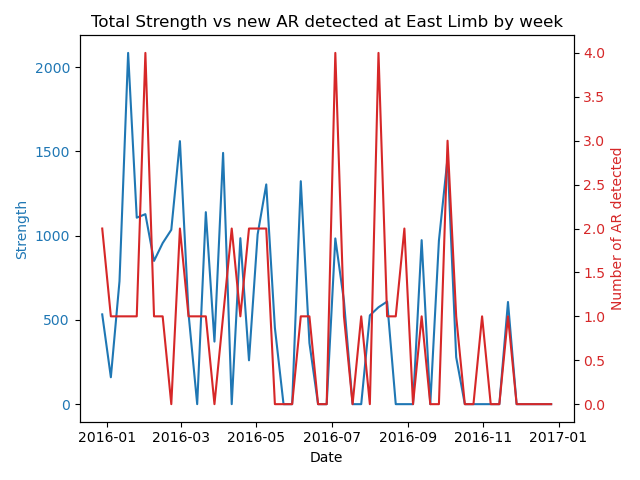 Total Strength vs new AR detected at East Limb by week
2000
1500
1000
500
0
Strength
4.0
3.5
3.0
2.5
2.0
1.5
1.0
0.5
0.0
Number of AR detected
2016-01 2016-03 2016-05 2016-07 2016-09 2016-11 2017-01
Date